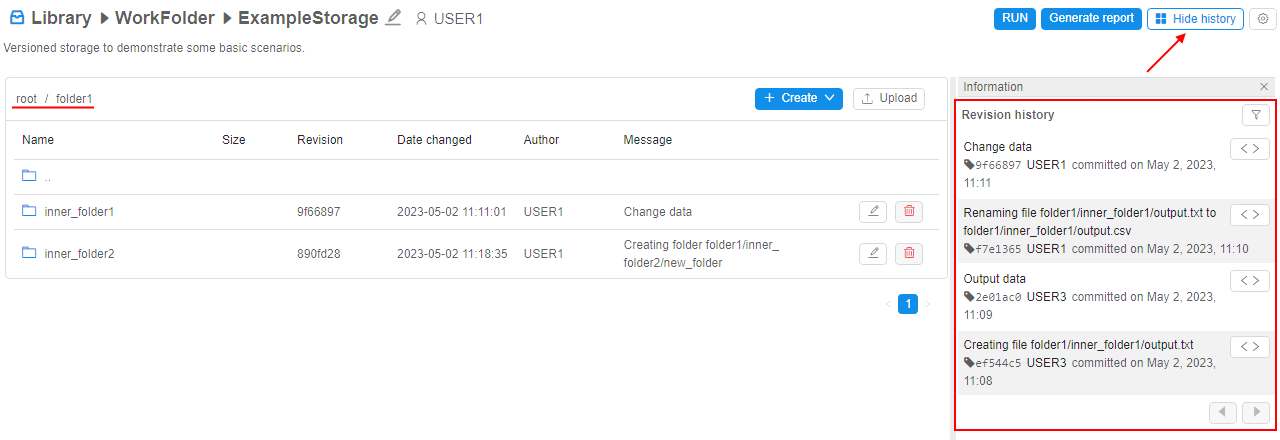 Library WorkFolder ExampleStorage USER1
RUN Generate report Hide history
Versioned storage to demonstrate some basic scenarios.
root / folder1
+ Create Upload
Name Size Revision Date changed Author Message
..
inner_folder1 9f66897 2023-05-02 11:11:01 USER1 Change data
inner_folder2 890fd28 2023-05-02 11:18:35 USER1 Creating folder folder1/inner_
folder2/new_folder
< 1 >
Information ×
Revision history
Change data
9f66897 USER1 committed on May 2, 2023,
11:11
< >
Renaming file folder1/inner_folder1/output.txt to
folder1/inner_folder1/output.csv
f7e1365 USER1 committed on May 2, 2023, 11:10
< >
Output data
2e01ac0 USER3 committed on May 2, 2023,
11:09
< >
Creating file folder1/inner_folder1/output.txt
ef544c5 USER3 committed on May 2, 2023,
11:08
< >